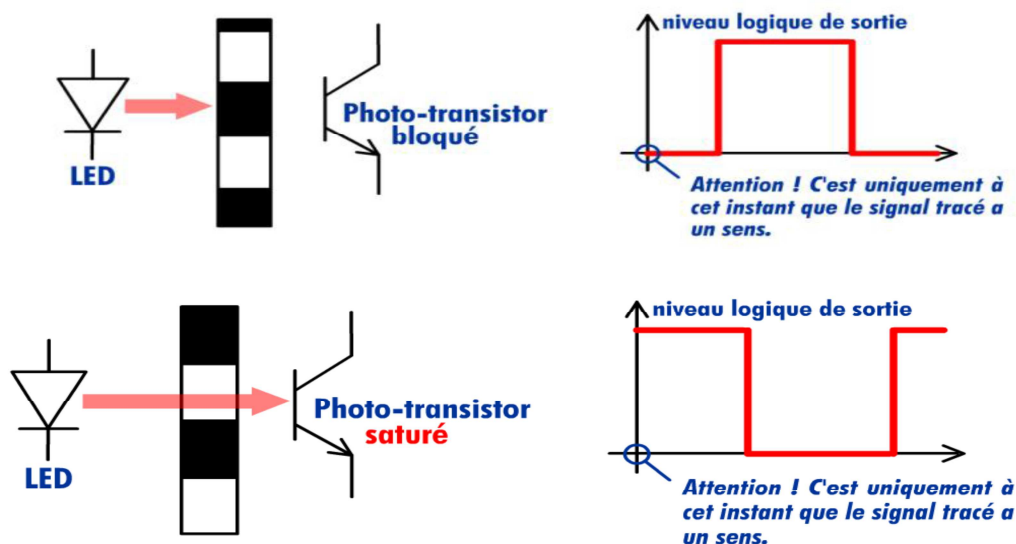 niveau logique de sortie
Photo-transistor
bloqué
LED
Attention ! C'est uniquement à
cet instant que le signal tracé a
un sens.
niveau logique de sortie
Photo-transistor
saturé
LED
Attention ! C'est uniquement à
cet instant que le signal tracé a
un sens.